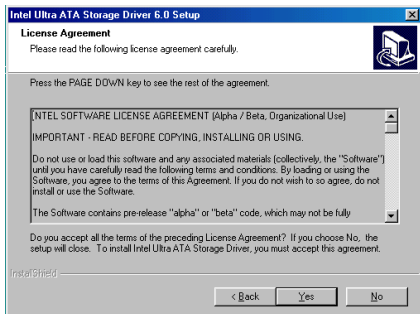 Intel Ultra ATA Storage Driver 6.0 Setup
License Agreement
Please read the following license agreement carefully.
Press the PAGE DOWN key to see the rest of the agreement.
INTEL SOFTWARE LICENSE AGREEMENT (Alpha / Beta, Organizational Use)
IMPORTANT - READ BEFORE COPYING, INSTALLING OR USING.
Do not use or load this software and any associated materials (collectively, the "Software")
until you have carefully read the following terms and conditions. By loading or using the
Software, you agree to the terms of this Agreement. If you do not wish to so agree, do not
install or use the Software.
The Software contains pre-release "alpha" or "beta" code, which may not be fully
Do you accept all the terms of the preceding License Agreement? If you choose No, the
setup will close. To install Intel Ultra ATA Storage Driver, you must accept this agreement.
InstallShield
< Back Yes No